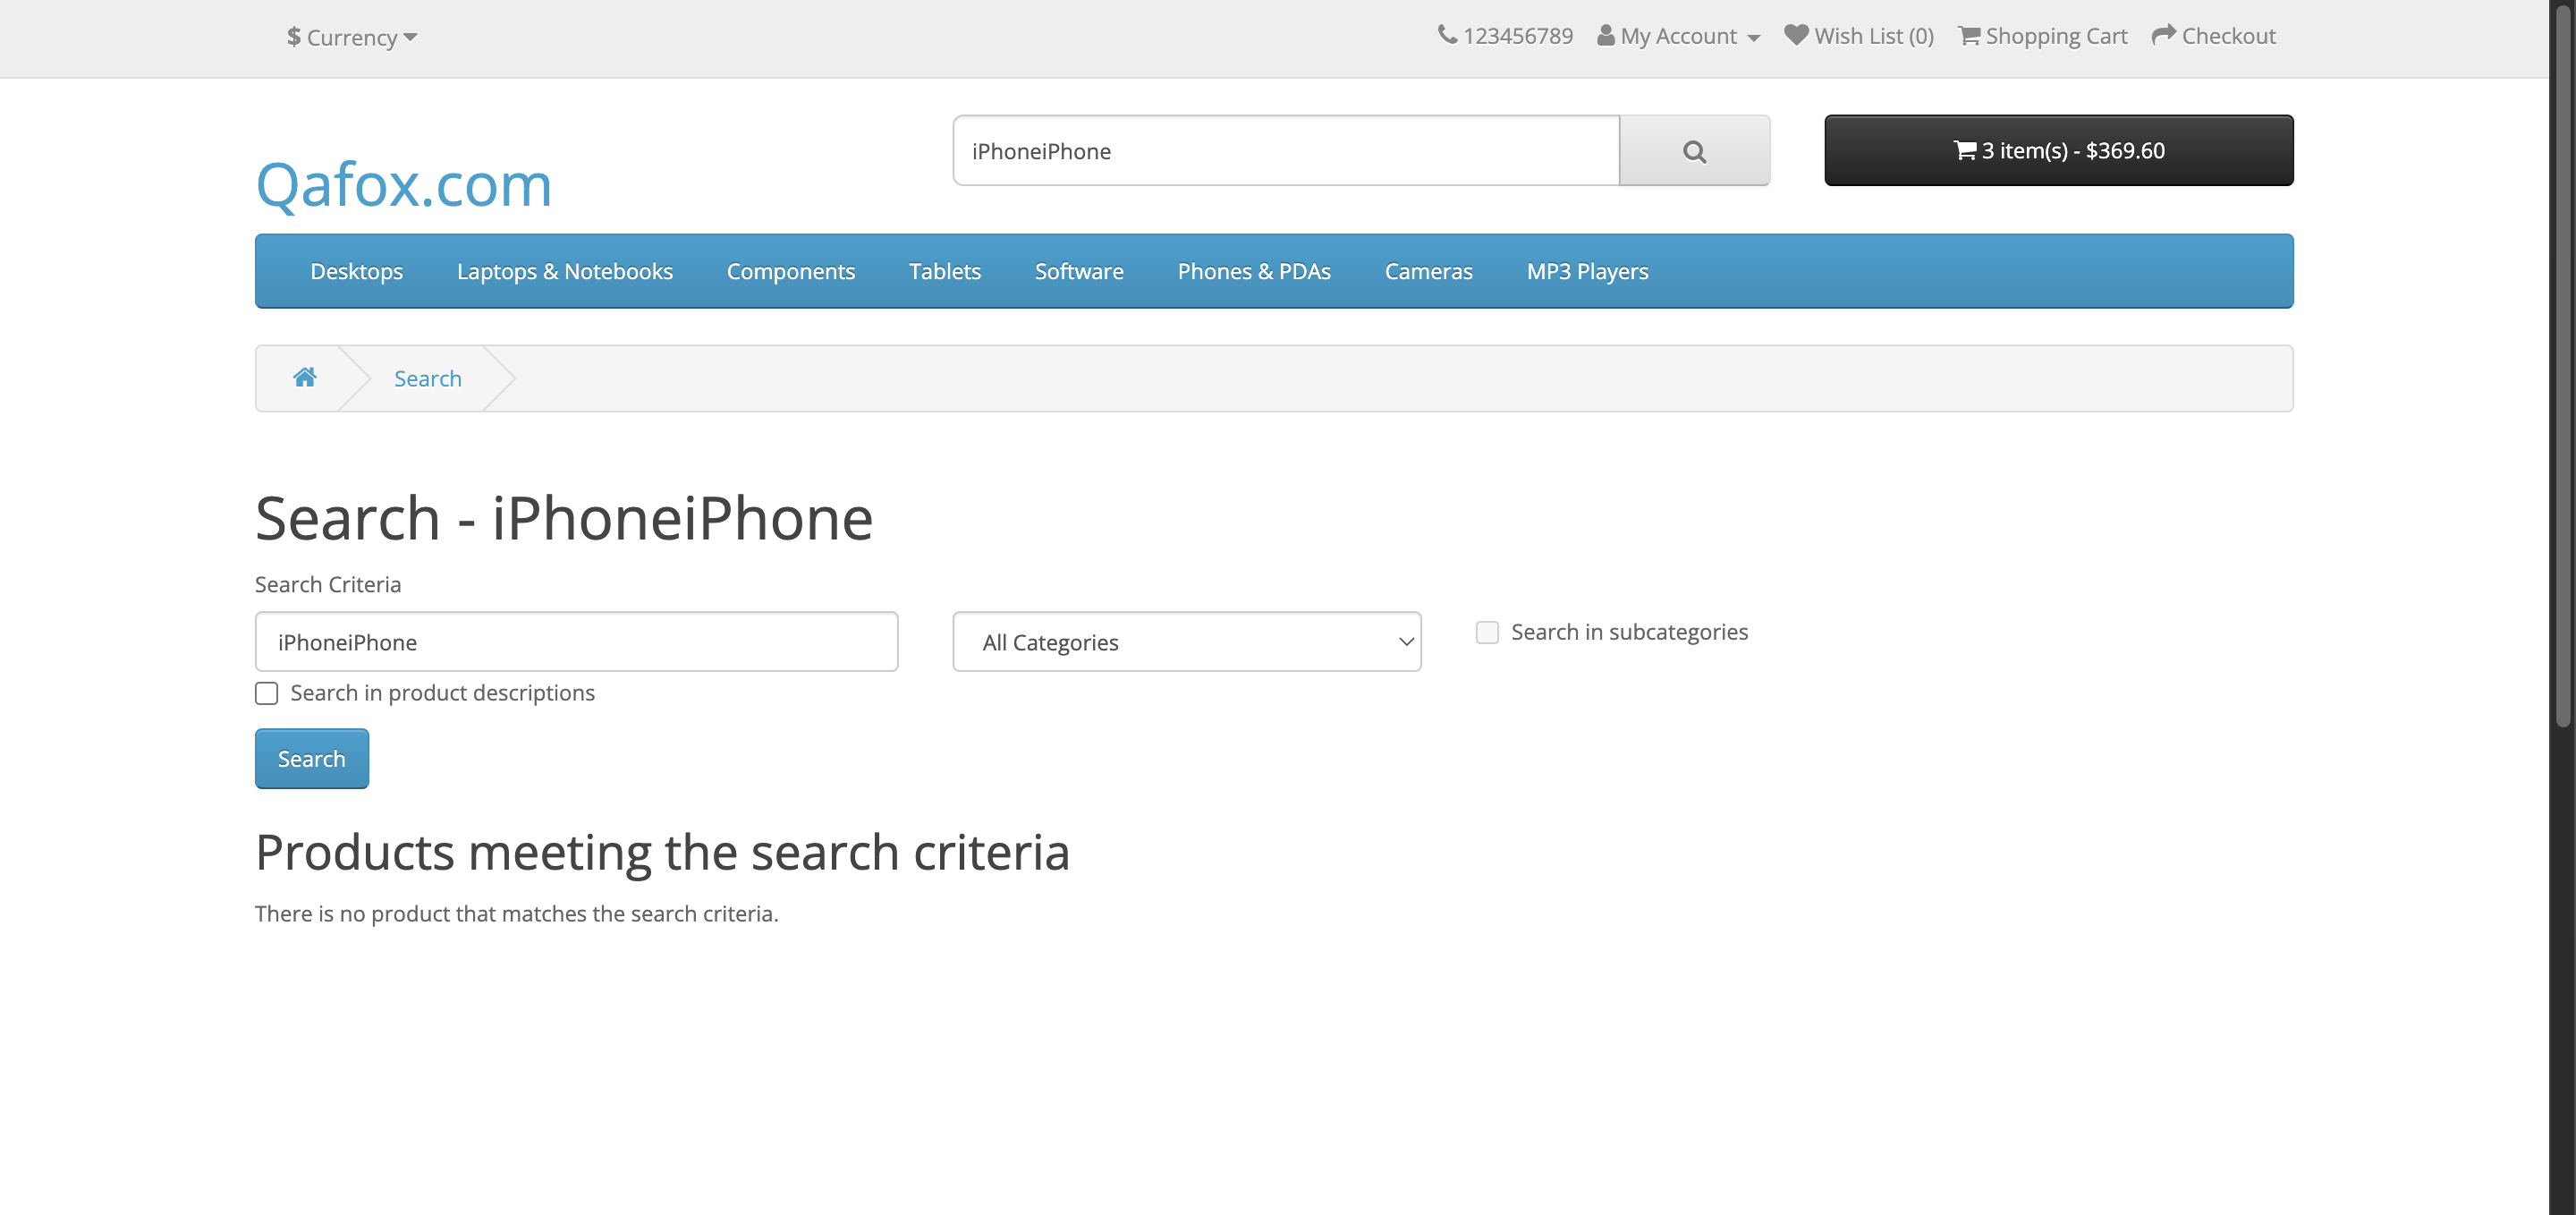 $ Currency
123456789 My Account Wish List (0) Shopping Cart Checkout
Qafox.com
iPhoneiPhone
3 item(s) - $369.60
Desktops Laptops & Notebooks Components Tablets Software Phones & PDAs Cameras MP3 Players
Search
Search - iPhoneiPhone
Search Criteria
iPhoneiPhone All Categories Search in subcategories
Search in product descriptions
Search
Products meeting the search criteria
There is no product that matches the search criteria.